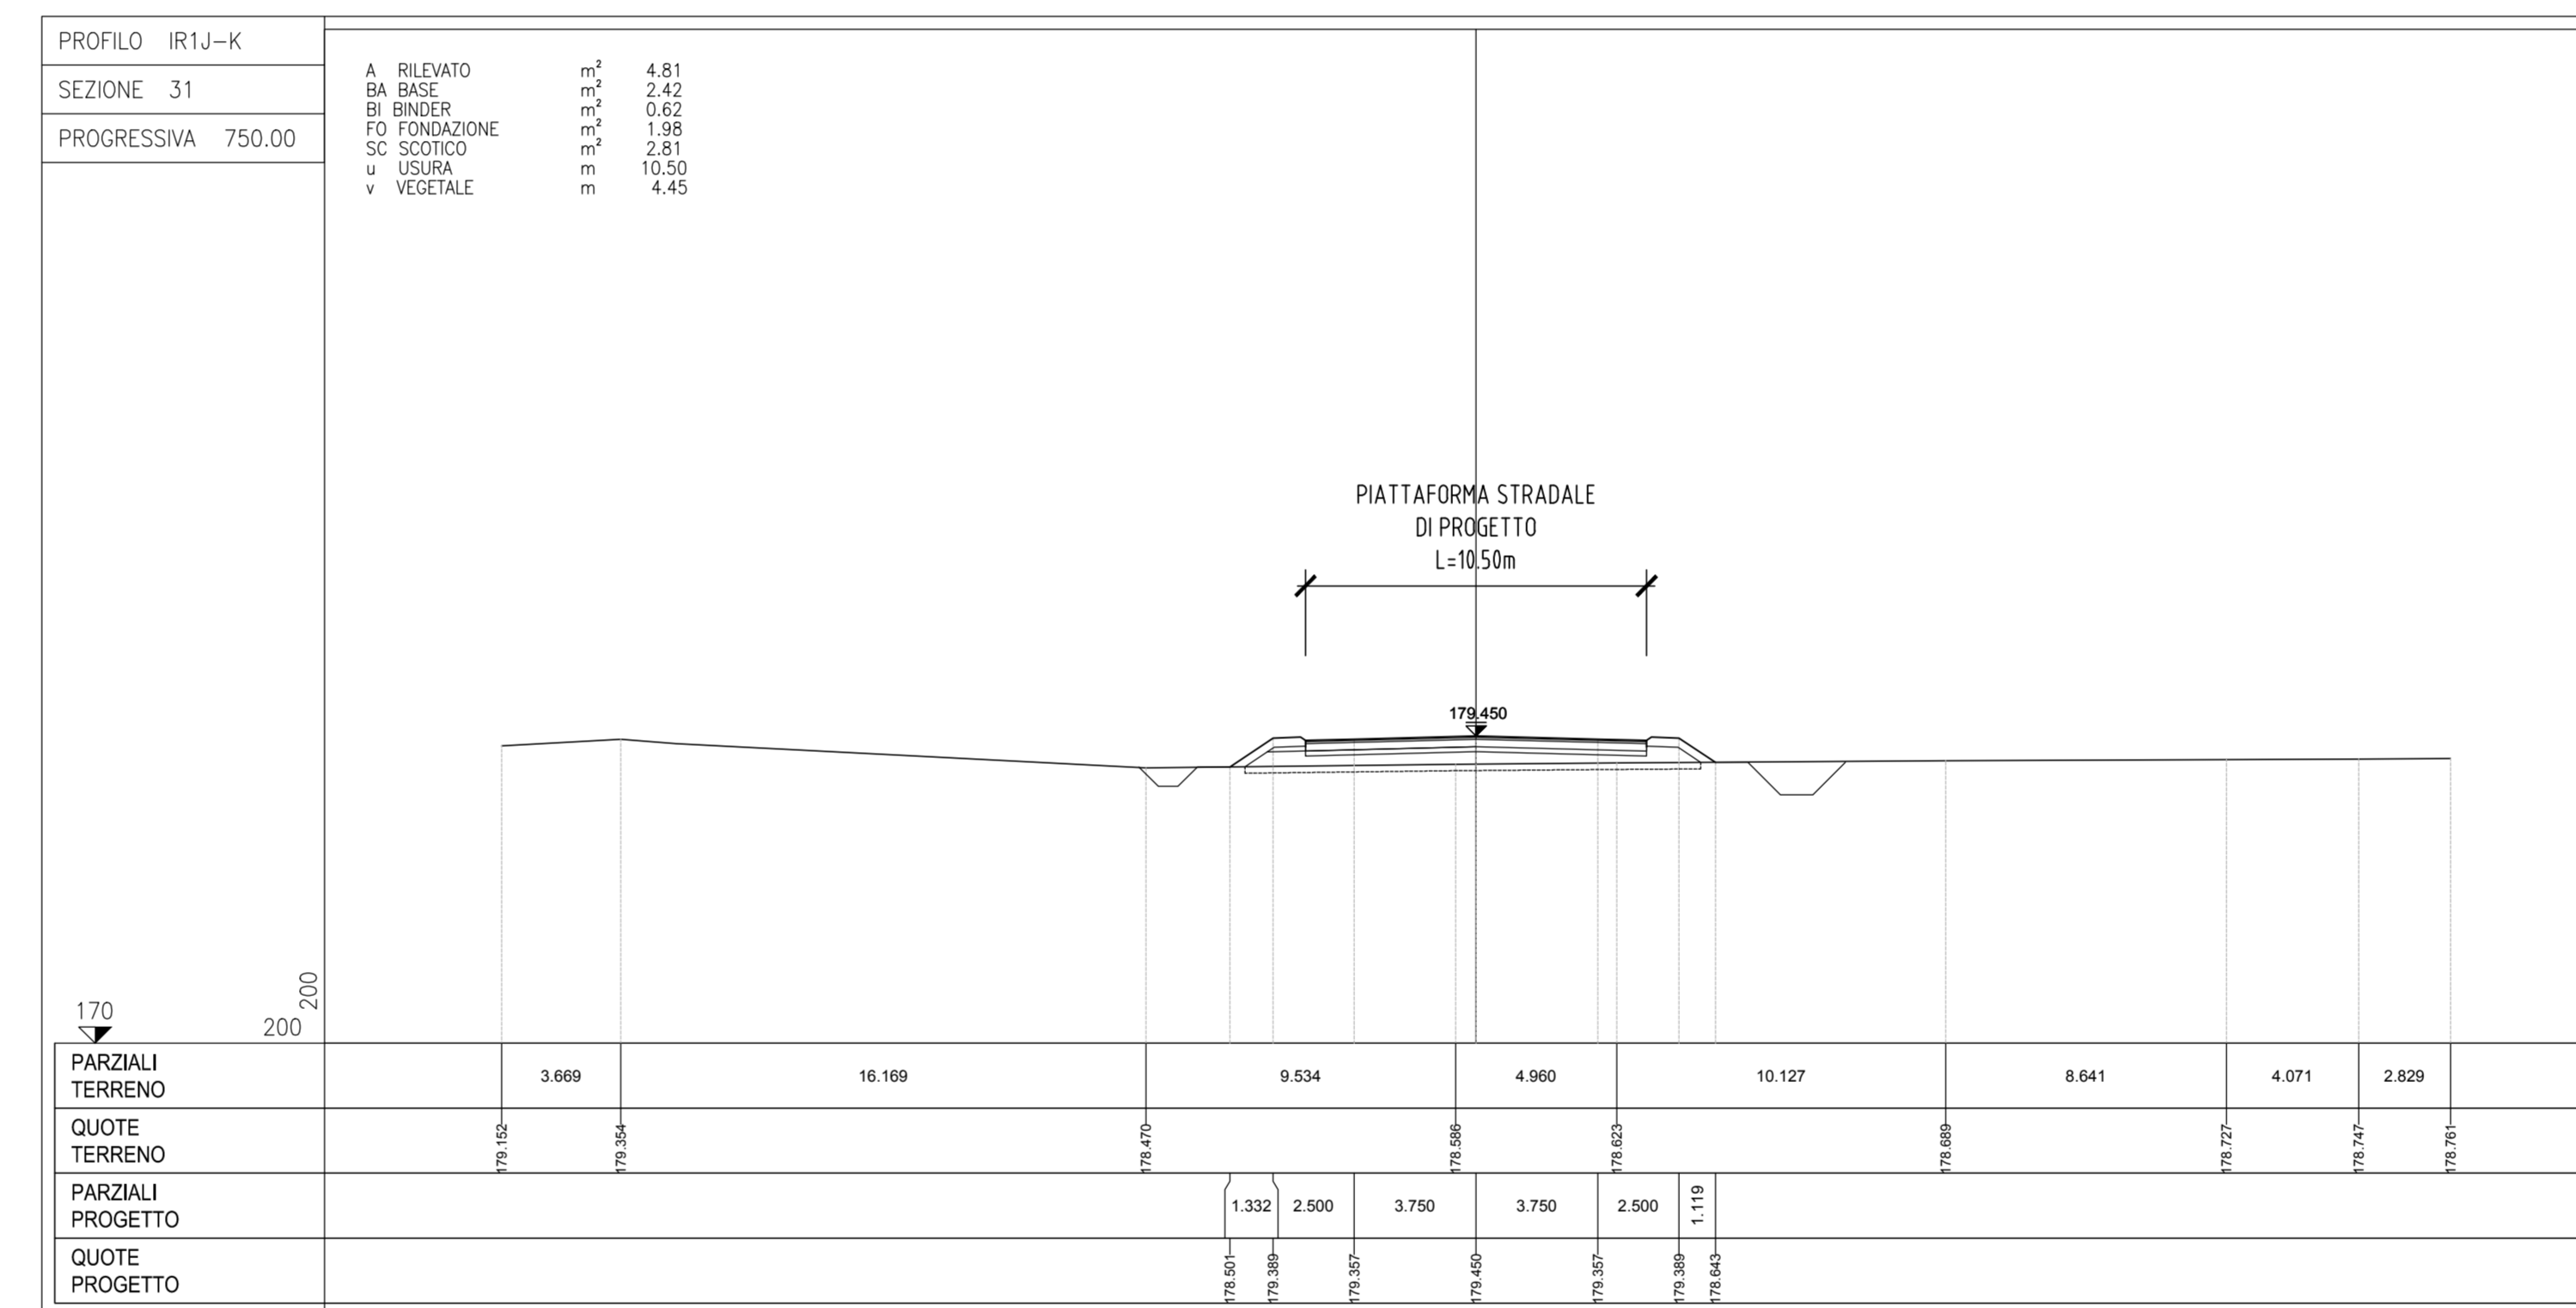 PROFILO IR1J-K
SEZIONE 31
PROGRESSIVA 750.00
A RILEVATO m² 4.81
BA BASE m² 2.42
BI BINDER m² 0.62
FO FONDAZIONE m² 1.98
SC SCOTICO m² 2.81
u USURA m 10.50
v VEGETALE m 4.45
PIATTAFORMA STRADALE
DI PROGETTO
L=10.50m
179.450
170
200
200
PARZIALI
TERRENO
3.669 16.169 9.534 4.960 10.127 8.641 4.071 2.829
QUOTE
TERRENO
179.152 179.354 178.470 178.586 178.623 178.689 178.727 178.747 178.761
PARZIALI
PROGETTO
1.332 2.500 3.750 3.750 2.500 1.119
QUOTE
PROGETTO
178.501 179.389 179.357 179.450 179.357 179.389 178.643